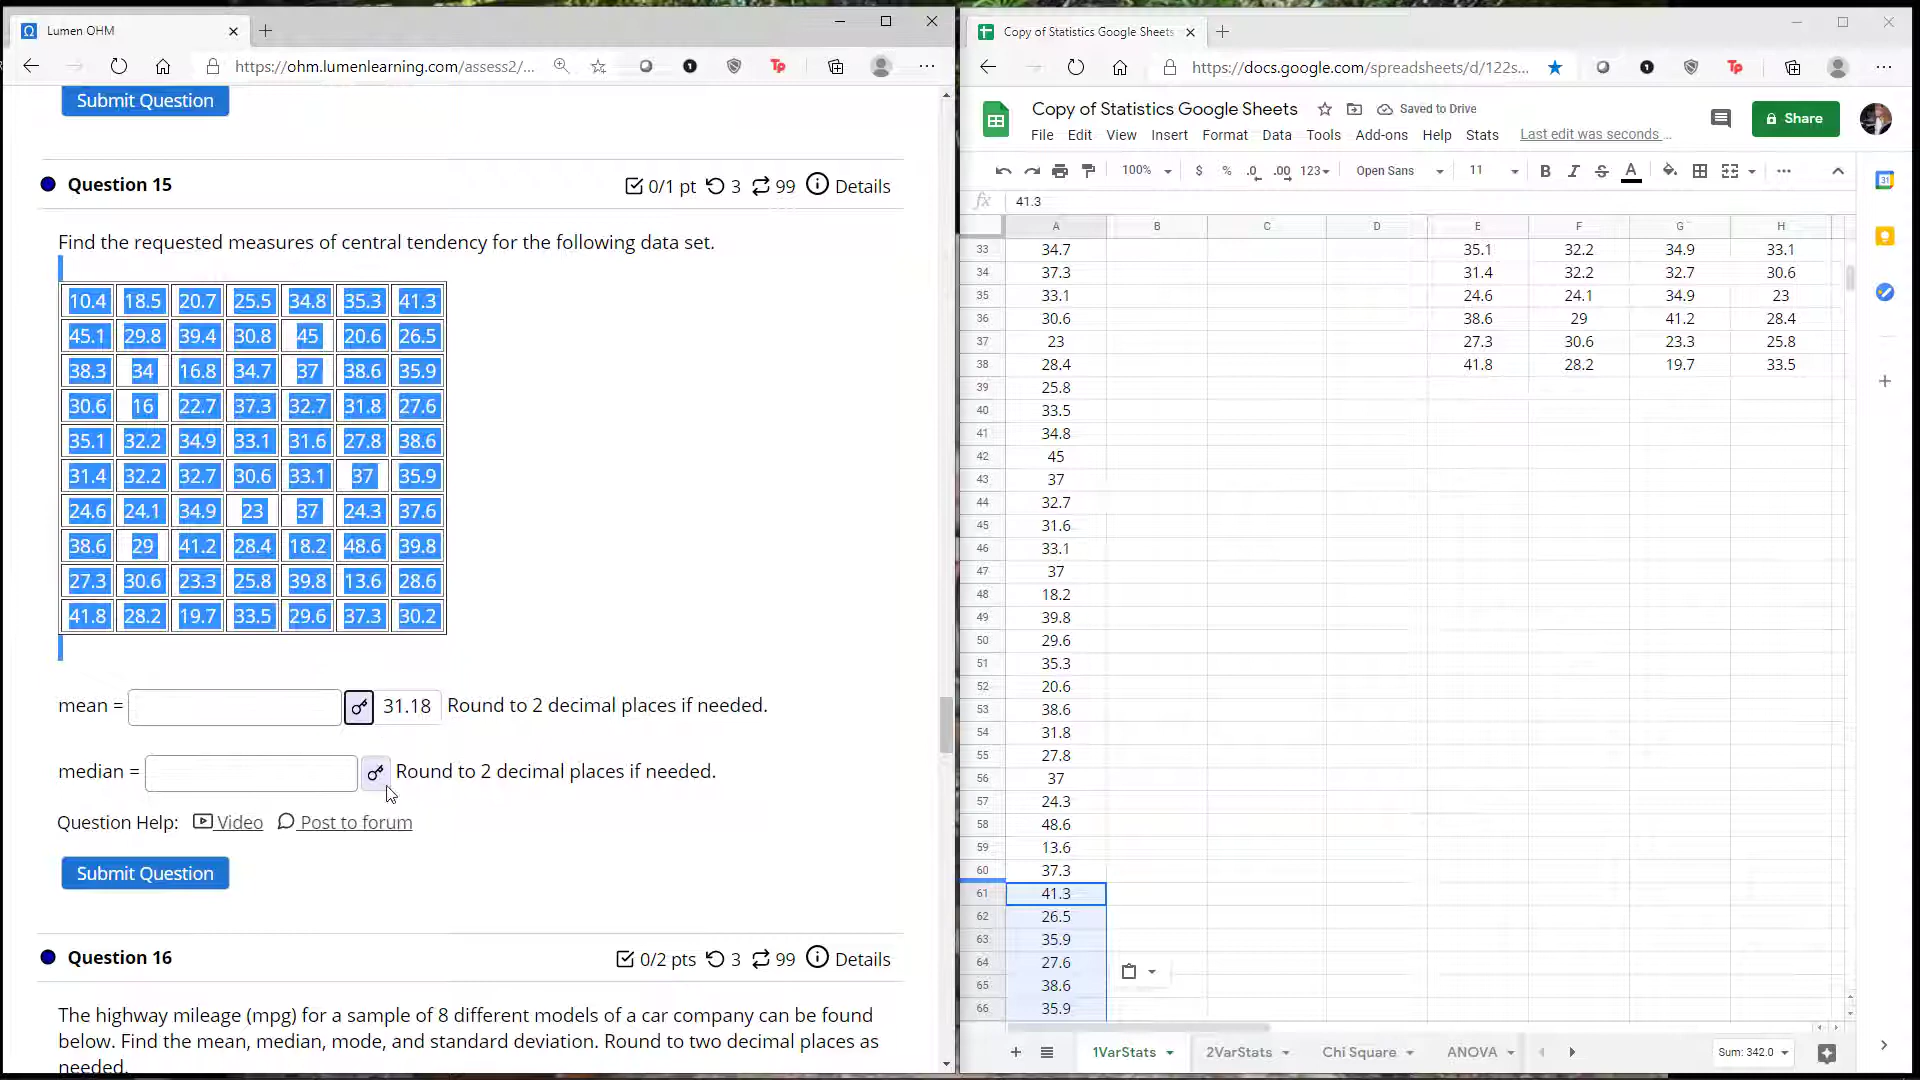 Lumen OHM
https://ohm.lumenlearning.com/assess2/...
Submit Question
Question 15
0/1 pt 3 99 Details
Find the requested measures of central tendency for the following data set.
10.4 18.5 20.7 25.5 34.8 35.3 41.3
45.1 29.8 39.4 30.8 45 20.6 26.5
38.3 34 16.8 34.7 37 38.6 35.9
30.6 16 22.7 37.3 32.7 31.8 27.6
35.1 32.2 34.9 33.1 31.6 27.8 38.6
31.4 32.2 32.7 30.6 33.1 37 35.9
24.6 24.1 34.9 23 37 24.3 37.6
38.6 29 41.2 28.4 18.2 48.6 39.8
27.3 30.6 23.3 25.8 39.8 13.6 28.6
41.8 28.2 19.7 33.5 29.6 37.3 30.2
mean = 31.18 Round to 2 decimal places if needed.
median = Round to 2 decimal places if needed.
Question Help: Video Post to forum
Submit Question
Question 16
0/2 pts 3 99 Details
The highway mileage (mpg) for a sample of 8 different models of a car company can be found
below. Find the mean, median, mode, and standard deviation. Round to two decimal places as
needed.
Copy of Statistics Google Sheets
https://docs.google.com/spreadsheets/d/122s...
Copy of Statistics Google Sheets Saved to Drive
File Edit View Insert Format Data Tools Add-ons Help Stats Last edit was seconds ...
Share
100% $ % .0 .00 123 Open Sans 11 B I S A
fx 41.3
A B C D E F G H
33 34.7 35.1 32.2 34.9 33.1
34 37.3 31.4 32.2 32.7 30.6
35 33.1 24.6 24.1 34.9 23
36 30.6 38.6 29 41.2 28.4
37 23 27.3 30.6 23.3 25.8
38 28.4 41.8 28.2 19.7 33.5
39 25.8
40 33.5
41 34.8
42 45
43 37
44 32.7
45 31.6
46 33.1
47 37
48 18.2
49 39.8
50 29.6
51 35.3
52 20.6
53 38.6
54 31.8
55 27.8
56 37
57 24.3
58 48.6
59 13.6
60 37.3
61 41.3
62 26.5
63 35.9
64 27.6
65 38.6
66 35.9
1VarStats 2VarStats Chi Square ANOVA Sum: 342.0